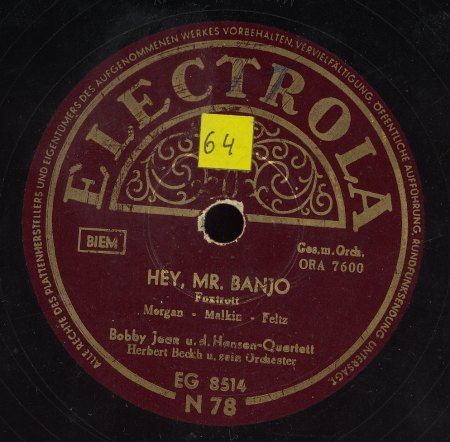 ALLE RECHTE DES PLATTENHERSTELLERS UND EIGENTÜMERS DES AUFGENOMMENEN WERKES VORBEHALTEN, VERVIELFÄLTIGUNG, ÖFFENTLICHE AUFFÜHRUNG, RUNDFUNKSENDUNG UNTERSAGT.
ELECTROLA
64
BIEM
Ges.m.Orch.
ORA 7600
HEY, MR. BANJO
Foxtrott
Morgan - Malkin - Feltz
Bobby Jaan u. d. Hansen-Quartett
Herbert Beckh u. sein Orchester
EG 8514
N 78